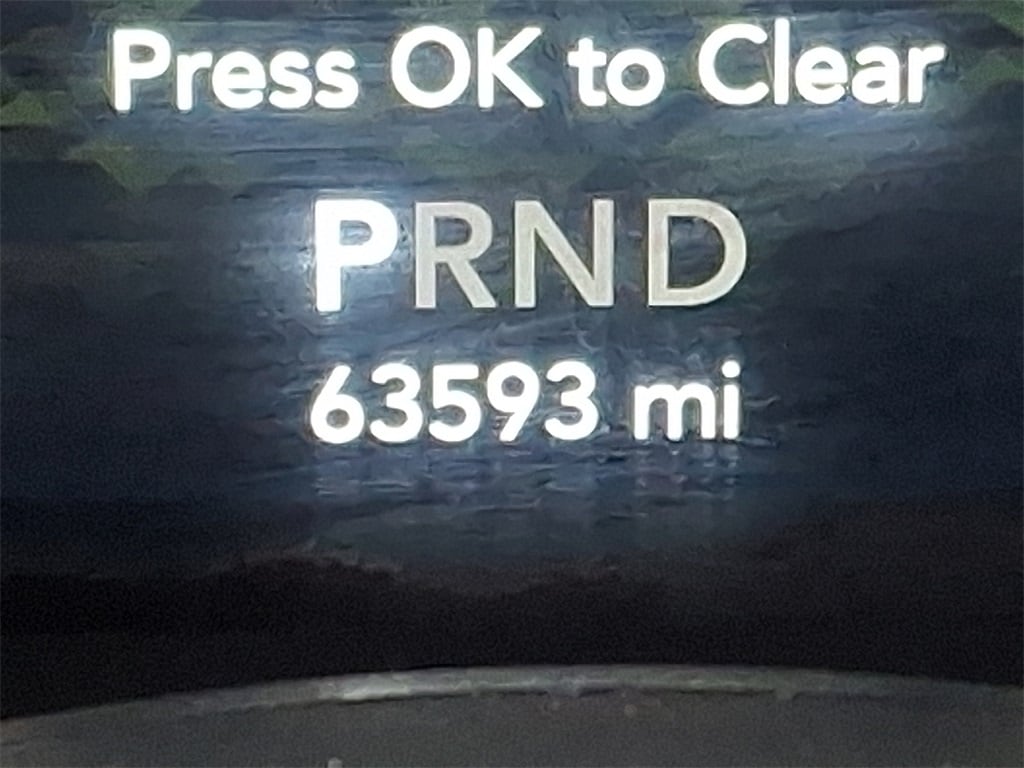 Press OK to Clear
PRND
63593 mi